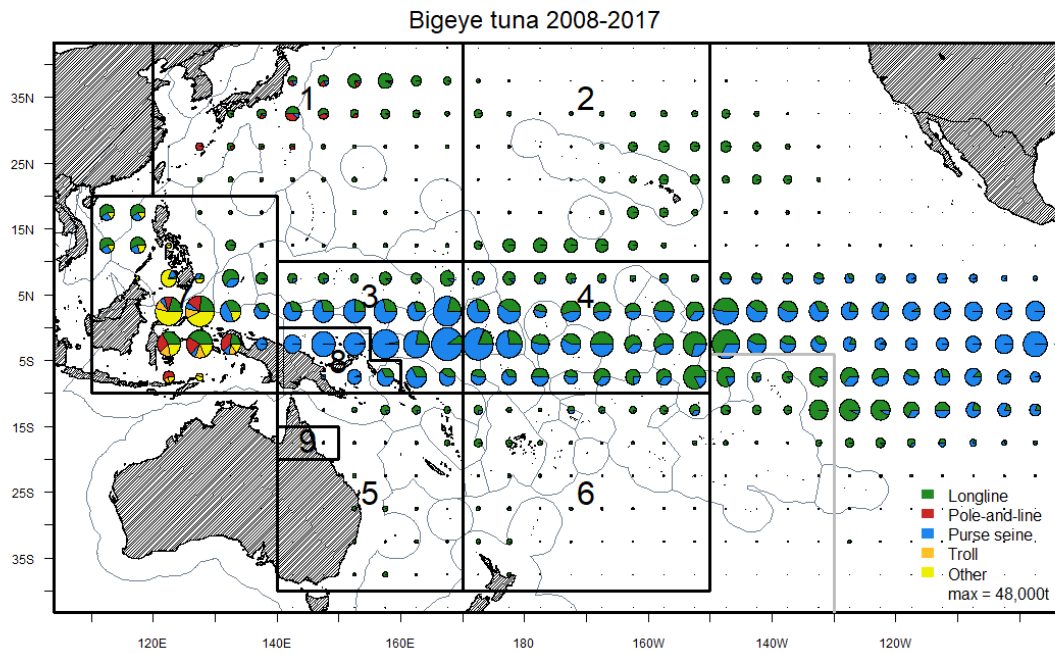 Bigeye tuna 2008-2017
35N
25N
15N
5N
5S
15S
25S
35S
1
2
3
4
8
9
5
6
Longline
Pole-and-line
Purse spine,
Troll
Other
max = 48,000t
120E
140E
160E
180
160W
140W
120W